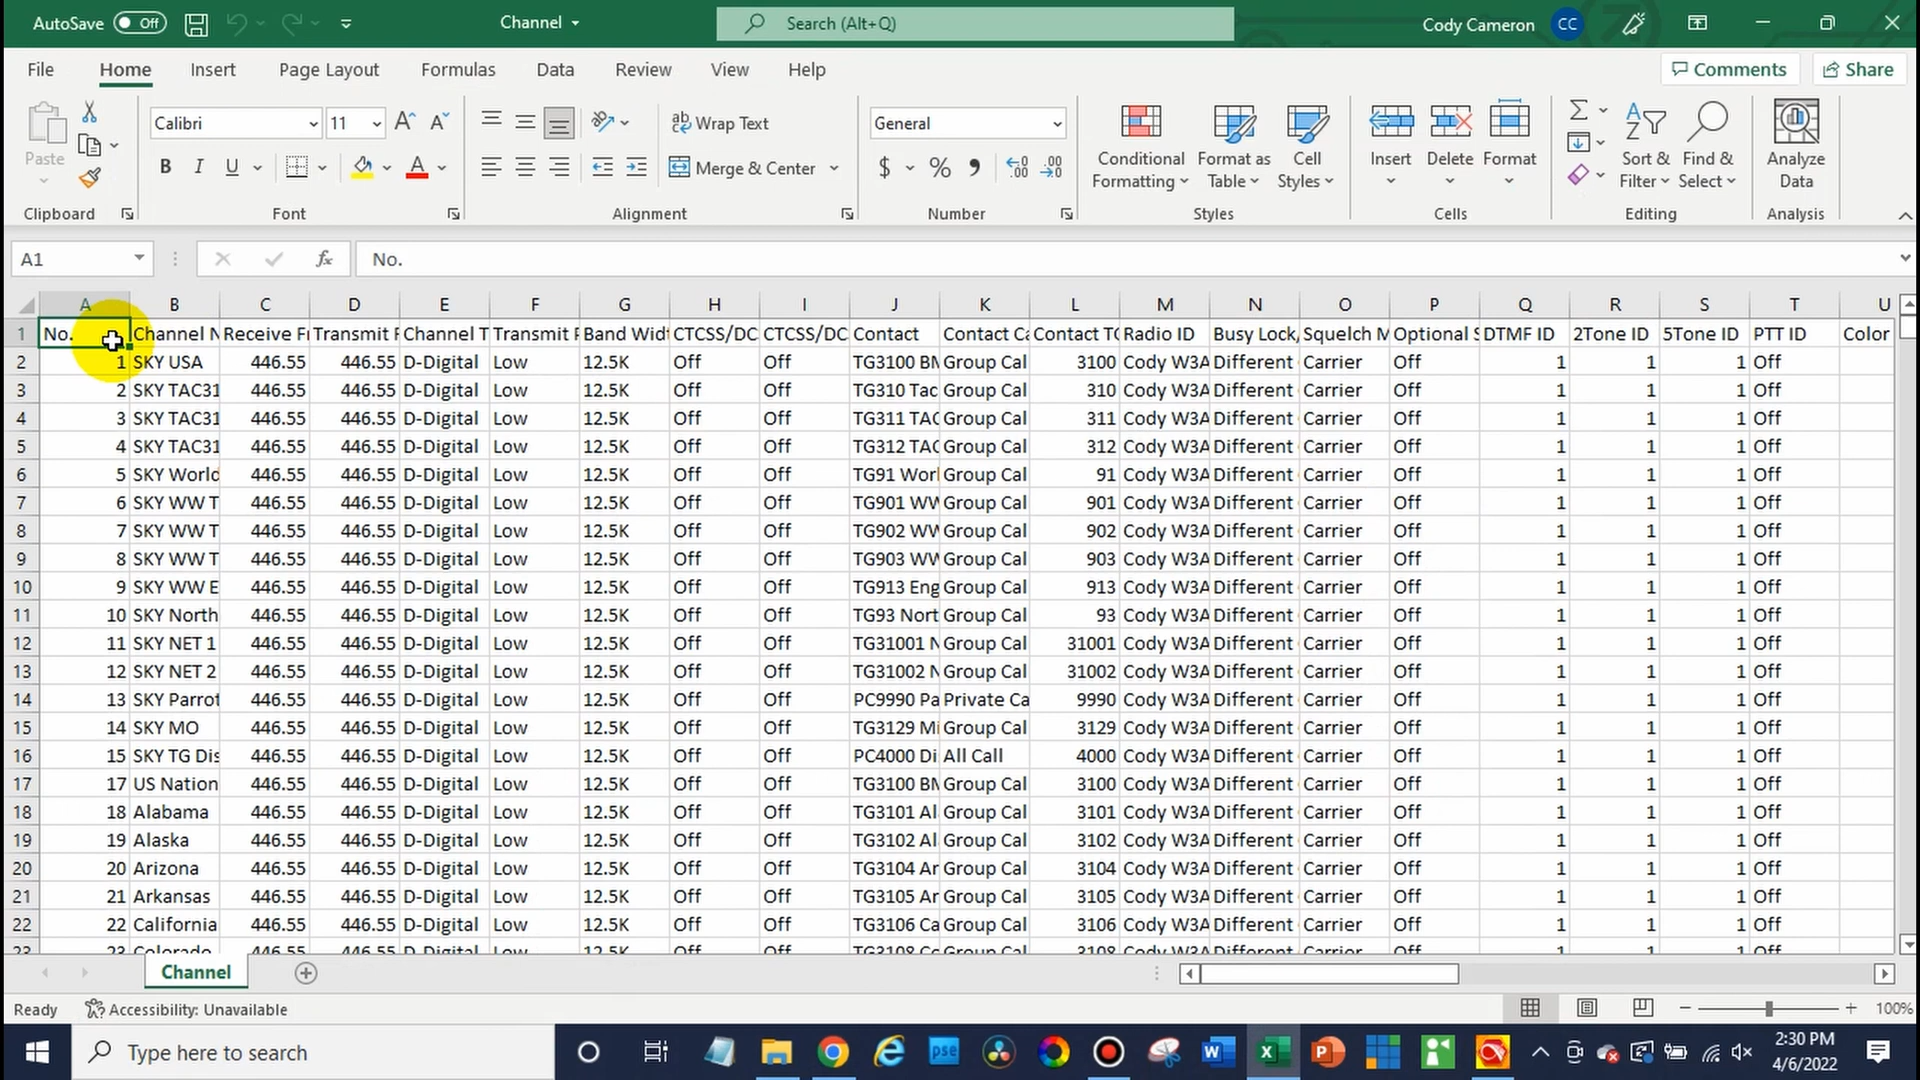 AutoSave Off Channel Search (Alt+Q) Cody Cameron CC
File Home Insert Page Layout Formulas Data Review View Help Comments Share
Paste Calibri 11 Wrap Text General Conditional Formatting Format as Table Cell Styles Insert Delete Format Sort & Filter Find & Select Analyze Data
B I U Merge & Center $ % 9
Clipboard Font Alignment Number Styles Cells Editing Analysis
A1 fx No.
A B C D E F G H I J K L M N O P Q R S T U
1 No. Channel N Receive Fr Transmit F Channel T Transmit P Band Widt CTCSS/DC CTCSS/DC Contact Contact Ca Contact TG Radio ID Busy Lock/ Squelch M Optional S DTMF ID 2Tone ID 5Tone ID PTT ID Color
2 1 SKY USA 446.55 446.55 D-Digital Low 12.5K Off Off TG3100 BM Group Cal 3100 Cody W3A Different Carrier Off 1 1 1 Off
3 2 SKY TAC31 446.55 446.55 D-Digital Low 12.5K Off Off TG310 Tac Group Cal 310 Cody W3A Different Carrier Off 1 1 1 Off
4 3 SKY TAC31 446.55 446.55 D-Digital Low 12.5K Off Off TG311 TAC Group Cal 311 Cody W3A Different Carrier Off 1 1 1 Off
5 4 SKY TAC31 446.55 446.55 D-Digital Low 12.5K Off Off TG312 TAC Group Cal 312 Cody W3A Different Carrier Off 1 1 1 Off
6 5 SKY World 446.55 446.55 D-Digital Low 12.5K Off Off TG91 Worl Group Cal 91 Cody W3A Different Carrier Off 1 1 1 Off
7 6 SKY WW T 446.55 446.55 D-Digital Low 12.5K Off Off TG901 WW Group Cal 901 Cody W3A Different Carrier Off 1 1 1 Off
8 7 SKY WW T 446.55 446.55 D-Digital Low 12.5K Off Off TG902 WW Group Cal 902 Cody W3A Different Carrier Off 1 1 1 Off
9 8 SKY WW T 446.55 446.55 D-Digital Low 12.5K Off Off TG903 WW Group Cal 903 Cody W3A Different Carrier Off 1 1 1 Off
10 9 SKY WW E 446.55 446.55 D-Digital Low 12.5K Off Off TG913 Eng Group Cal 913 Cody W3A Different Carrier Off 1 1 1 Off
11 10 SKY North 446.55 446.55 D-Digital Low 12.5K Off Off TG93 Nort Group Cal 93 Cody W3A Different Carrier Off 1 1 1 Off
12 11 SKY NET 1 446.55 446.55 D-Digital Low 12.5K Off Off TG31001 N Group Cal 31001 Cody W3A Different Carrier Off 1 1 1 Off
13 12 SKY NET 2 446.55 446.55 D-Digital Low 12.5K Off Off TG31002 N Group Cal 31002 Cody W3A Different Carrier Off 1 1 1 Off
14 13 SKY Parrot 446.55 446.55 D-Digital Low 12.5K Off Off PC9990 Pa Private Ca 9990 Cody W3A Different Carrier Off 1 1 1 Off
15 14 SKY MO 446.55 446.55 D-Digital Low 12.5K Off Off TG3129 Mi Group Cal 3129 Cody W3A Different Carrier Off 1 1 1 Off
16 15 SKY TG Dis 446.55 446.55 D-Digital Low 12.5K Off Off PC4000 Di All Call 4000 Cody W3A Different Carrier Off 1 1 1 Off
17 17 US Nation 446.55 446.55 D-Digital Low 12.5K Off Off TG3100 BM Group Cal 3100 Cody W3A Different Carrier Off 1 1 1 Off
18 18 Alabama 446.55 446.55 D-Digital Low 12.5K Off Off TG3101 Al Group Cal 3101 Cody W3A Different Carrier Off 1 1 1 Off
19 19 Alaska 446.55 446.55 D-Digital Low 12.5K Off Off TG3102 Al Group Cal 3102 Cody W3A Different Carrier Off 1 1 1 Off
20 20 Arizona 446.55 446.55 D-Digital Low 12.5K Off Off TG3104 Ar Group Cal 3104 Cody W3A Different Carrier Off 1 1 1 Off
21 21 Arkansas 446.55 446.55 D-Digital Low 12.5K Off Off TG3105 Ar Group Cal 3105 Cody W3A Different Carrier Off 1 1 1 Off
22 22 California 446.55 446.55 D-Digital Low 12.5K Off Off TG3106 Ca Group Cal 3106 Cody W3A Different Carrier Off 1 1 1 Off
23 23 Colorado 446.55 446.55 D-Digital Low 12.5K Off Off TG3108 Co Group Cal 3108 Cody W3A Different Carrier Off 1 1 1 Off
Channel
Ready Accessibility: Unavailable 100%
Type here to search pse W X P 2:30 PM
4/6/2022